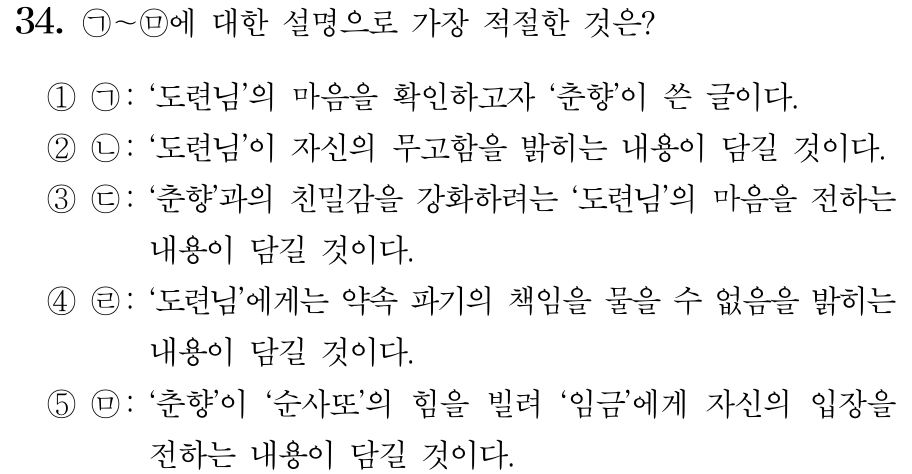 34. ㉠~㉤에 대한 설명으로 가장 적절한 것은?
① ㉠: ‘도련님’의 마음을 확인하고자 ‘춘향’이 쓴 글이다.
② ㉡: ‘도련님’이 자신의 무고함을 밝히는 내용이 담길 것이다.
③ ㉢: ‘춘향’과의 친밀감을 강화하려는 ‘도련님’의 마음을 전하는
내용이 담길 것이다.
④ ㉣: ‘도련님’에게는 약속 파기의 책임을 물을 수 없음을 밝히는
내용이 담길 것이다.
⑤ ㉤: ‘춘향’이 ‘순사또’의 힘을 빌려 ‘임금’에게 자신의 입장을
전하는 내용이 담길 것이다.